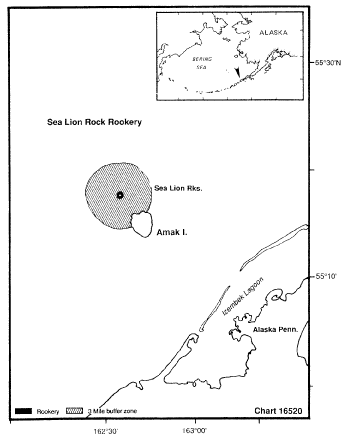 ALASKA
BERING
SEA
55°30'N
Sea Lion Rock Rookery
Sea Lion Rks.
Amak I.
55°10'
Izembek Lagoon
Alaska Penn.
Rookery 3 Mile buffer zone Chart 16520
162°30' 163°00'